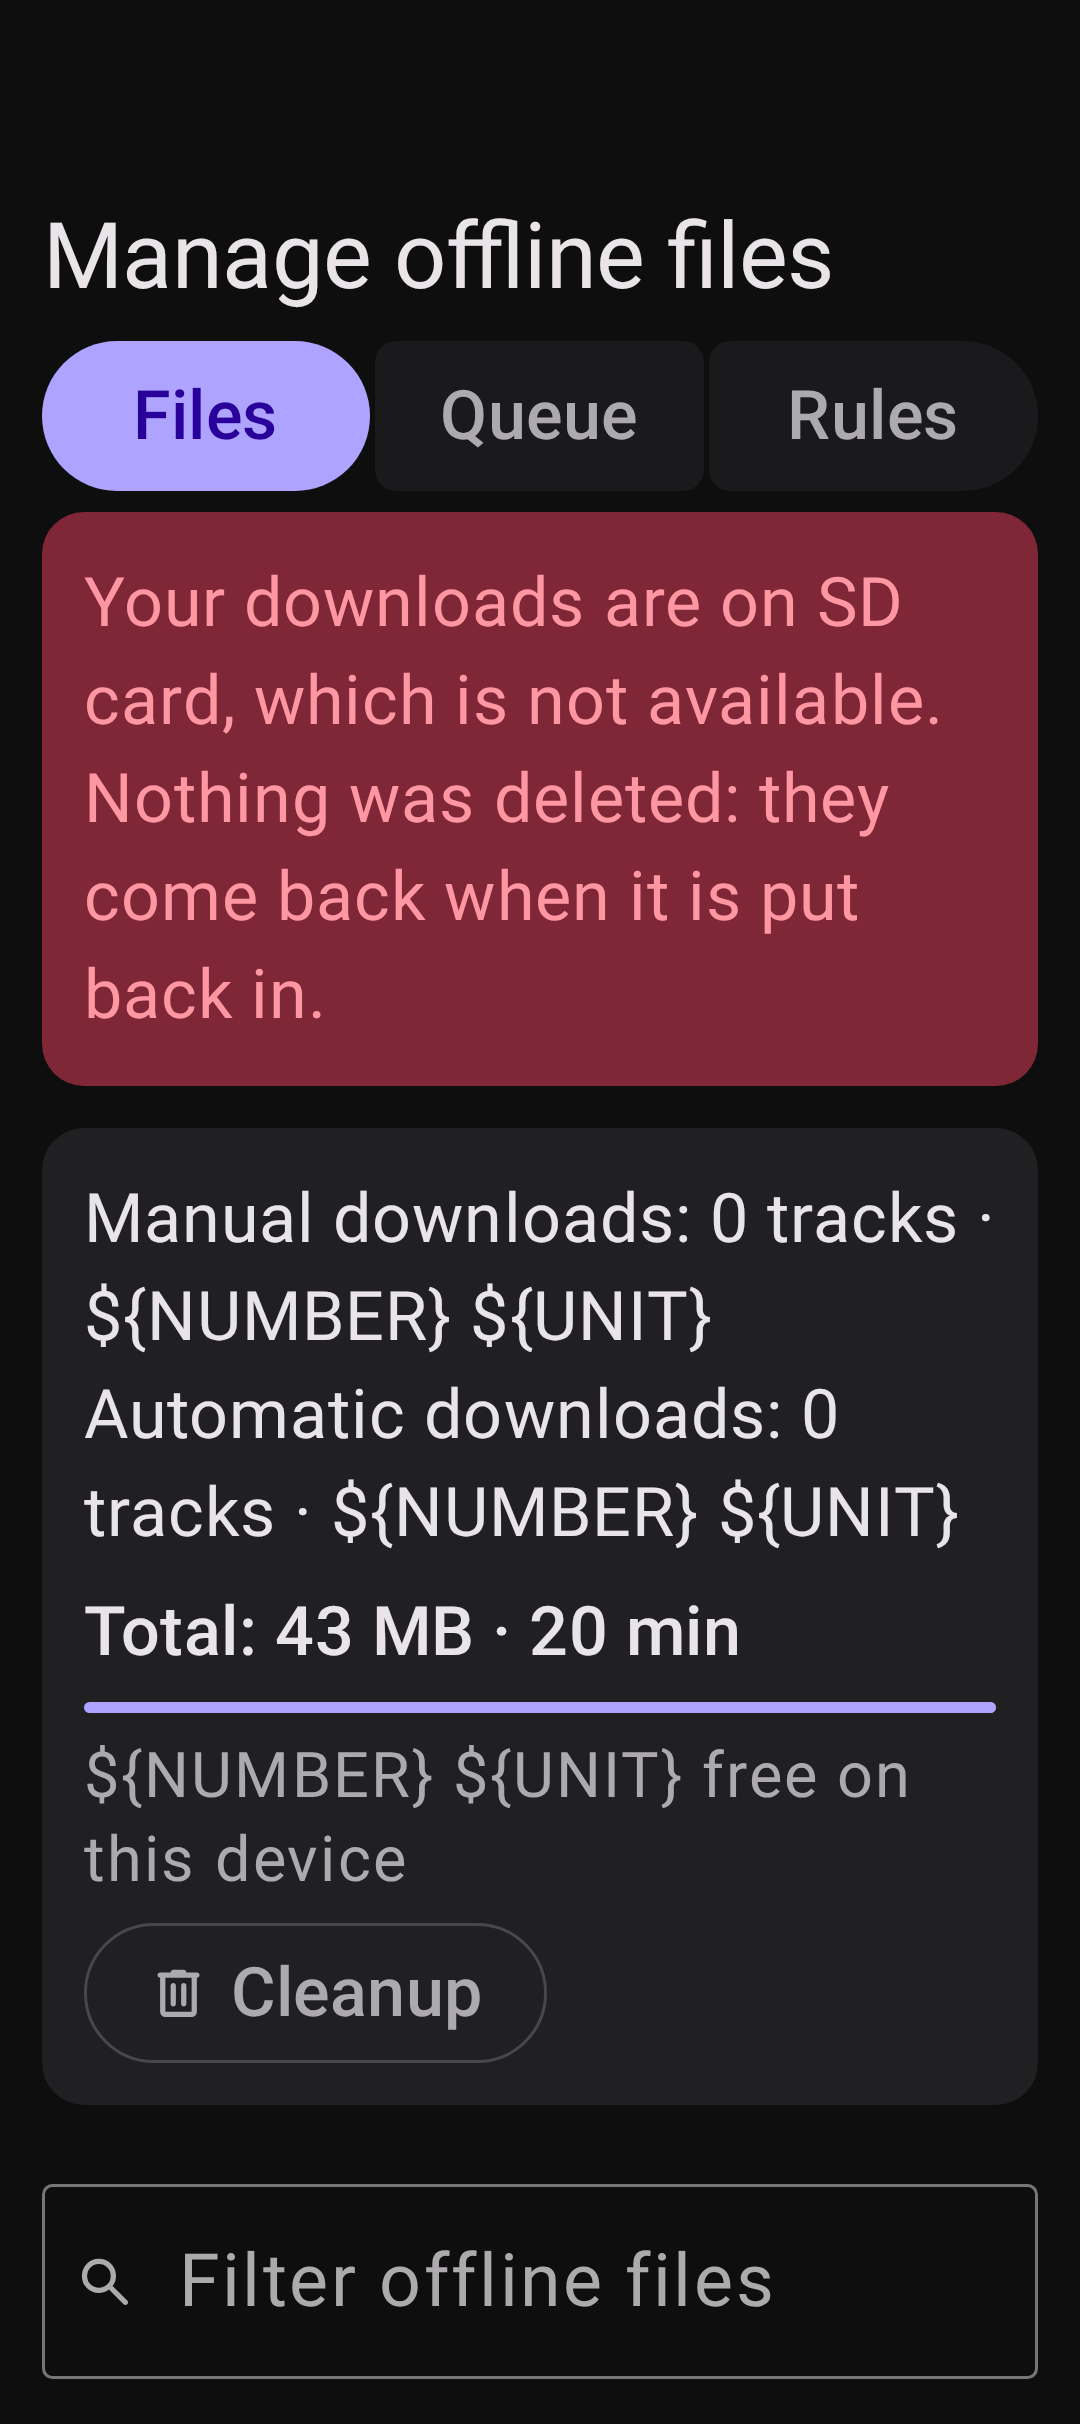 Manage offline files
Files
Queue
Rules
Your downloads are on SD
card, which is not available.
Nothing was deleted: they
come back when it is put
back in.
Manual downloads: 0 tracks ·
${NUMBER} ${UNIT}
Automatic downloads: 0
tracks · ${NUMBER} ${UNIT}
Total: 43 MB · 20 min
${NUMBER} ${UNIT} free on
this device
Cleanup
Filter offline files